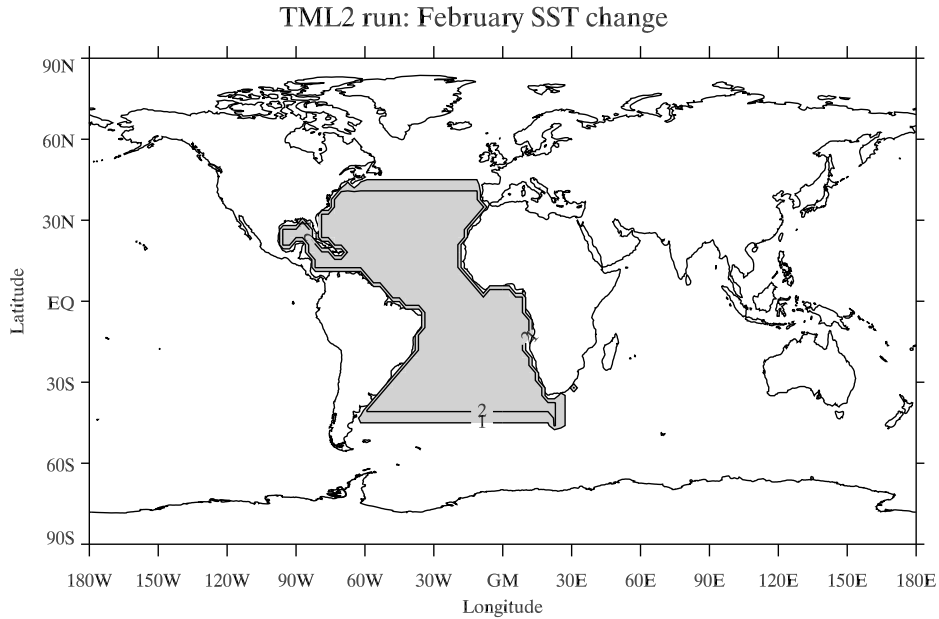 TML2 run: February SST change
90N
60N
30N
EQ
30S
60S
90S
Latitude
2
1
180W 150W 120W 90W 60W 30W GM 30E 60E 90E 120E 150E 180E
Longitude